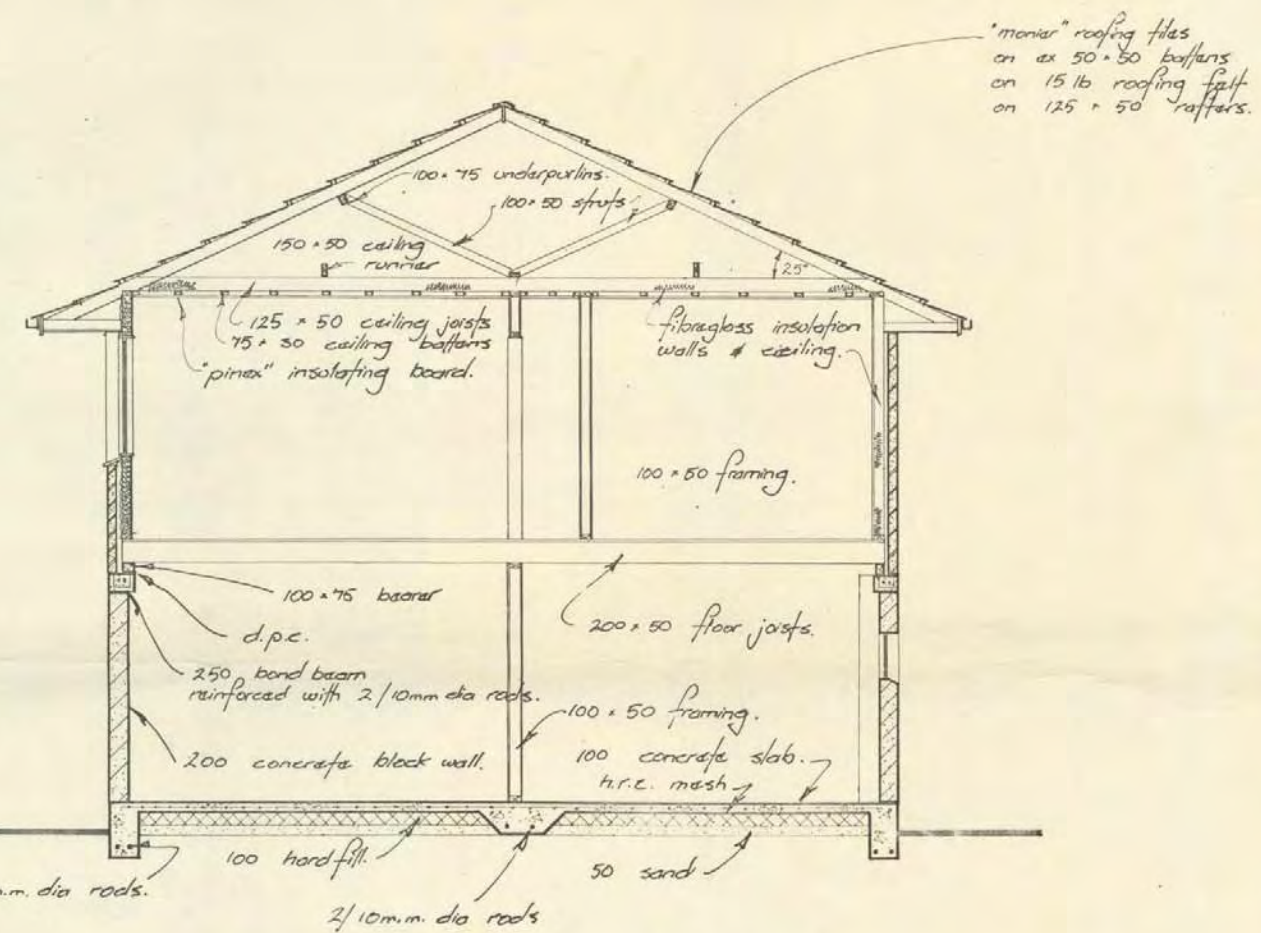 "monier" roofing tiles
on ex 50 × 50 battens
on 15 lb roofing felt
on 125 × 50 rafters.
100 × 75 underpurlins.
100 × 50 struts
150 × 50 ceiling
runner
25°
125 × 50 ceiling joists
75 × 50 ceiling battens
"pinex" insulating board.
fibreglass insulation
walls & ceiling.
100 × 50 framing.
100 × 75 bearer
d.p.c.
200 × 50 floor joists.
250 bond beam
reinforced with 2/10mm dia rods.
100 × 50 framing.
200 concrete block wall.
100 concrete slab.
h.r.c. mesh
100 hard fill.
50 sand
m.m. dia rods.
2/10m.m. dia rods